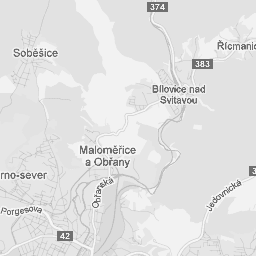 374
Soběšice
Řícmanic
383
Bílovice nad
Svitavou
Maloměřice
a Obřany
rno-sever
Obřanská
Jedovnická
Porgesova
42